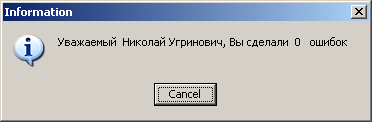 Information
Уважаемый Николай Угринович, Вы сделали 0 ошибок
Cancel